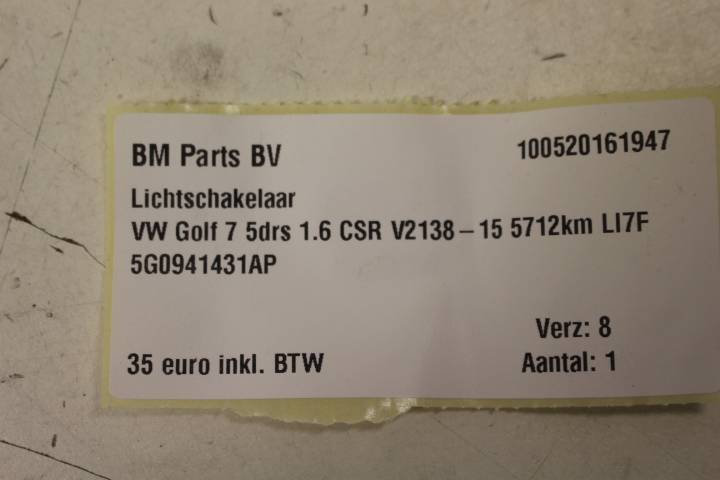 BM Parts BV 100520161947
Lichtschakelaar
VW Golf 7 5drs 1.6 CSR V2138 – 15 5712km LI7F
5G0941431AP
Verz: 8
35 euro inkl. BTW Aantal: 1